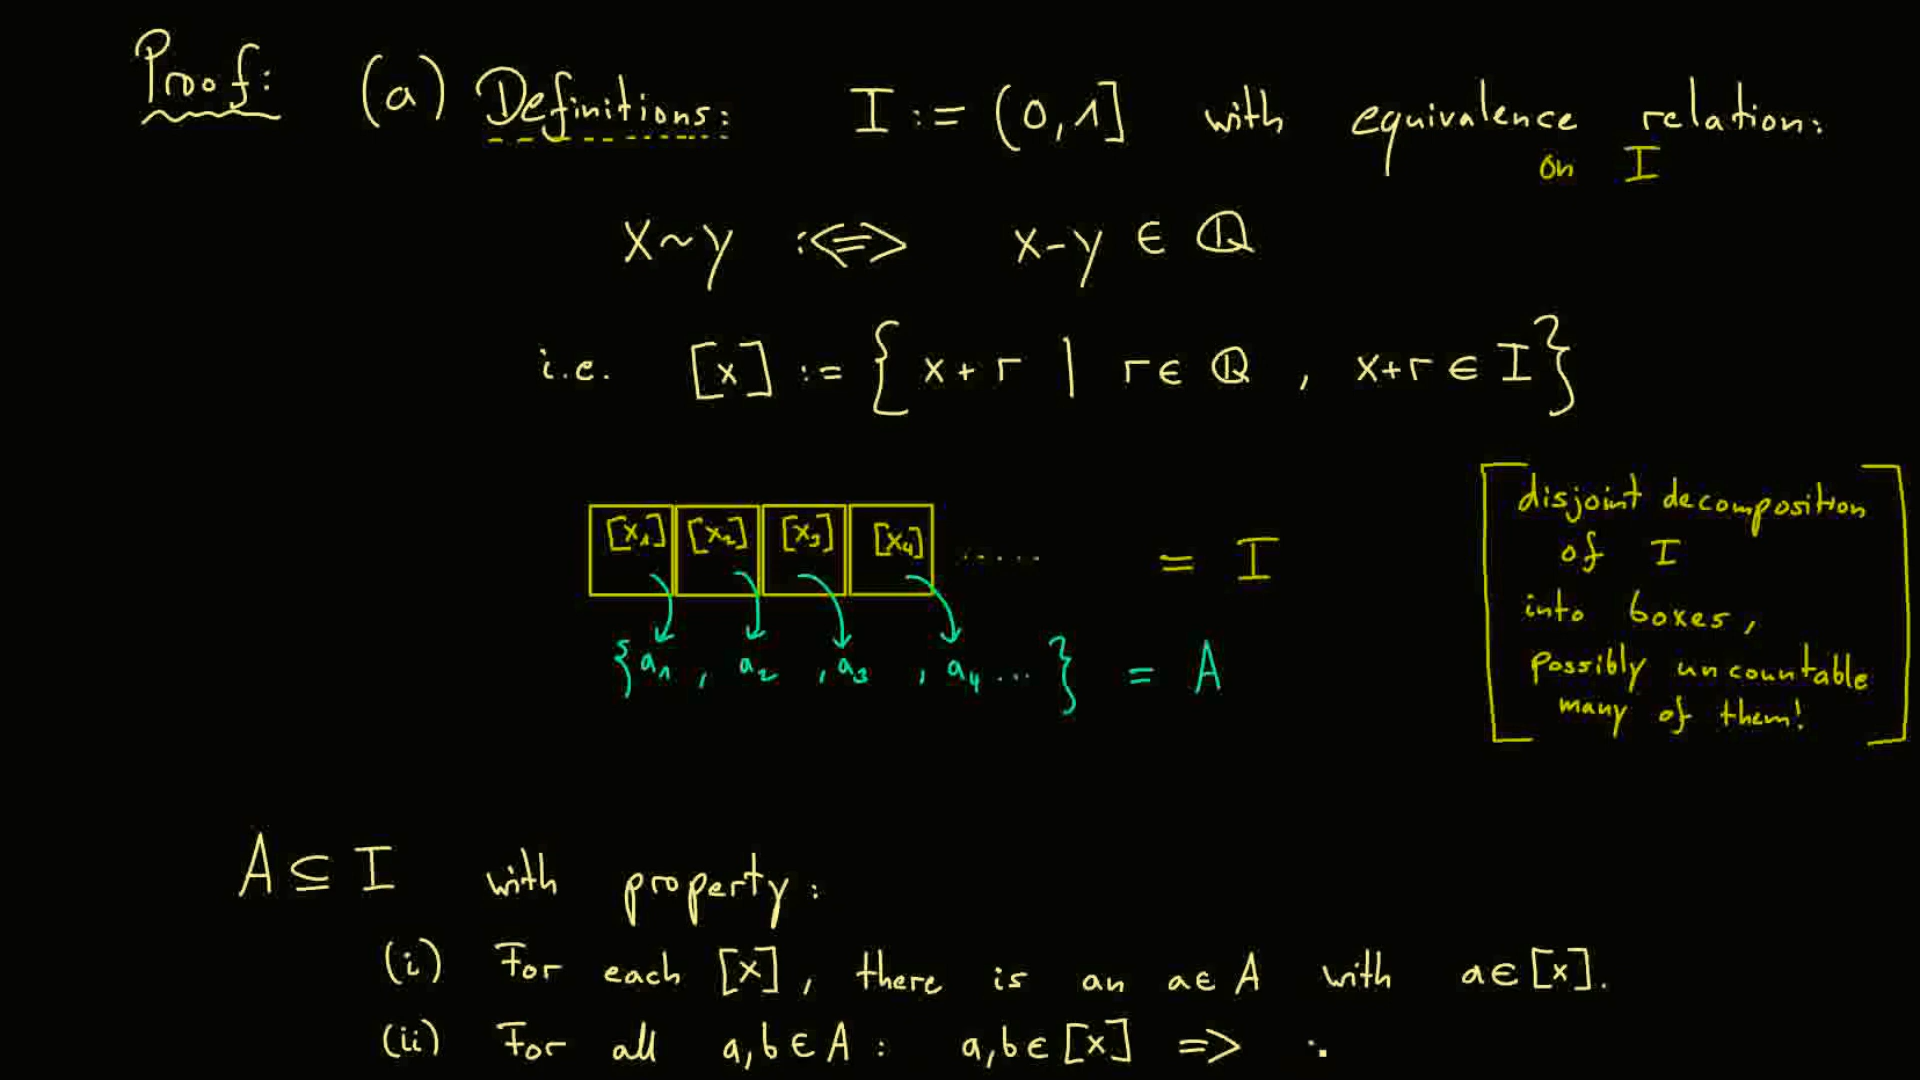 Proof: (a) Definitions: I := (0,1] with equivalence relation:
on I
x~y :⇔ x-y ∈ ℚ
i.e. [x] := { x+r | r ∈ ℚ , x+r ∈ I }
[x₁] [x₂] [x₃] [x₄] ..... = I
{a₁ , a₂ , a₃ , a₄ ... } = A
disjoint decomposition
of I
into boxes,
possibly uncountable
many of them!
A ⊆ I with property:
(i) For each [x], there is an a ∈ A with a ∈ [x].
(ii) For all a,b ∈ A : a,b ∈ [x] ⇒